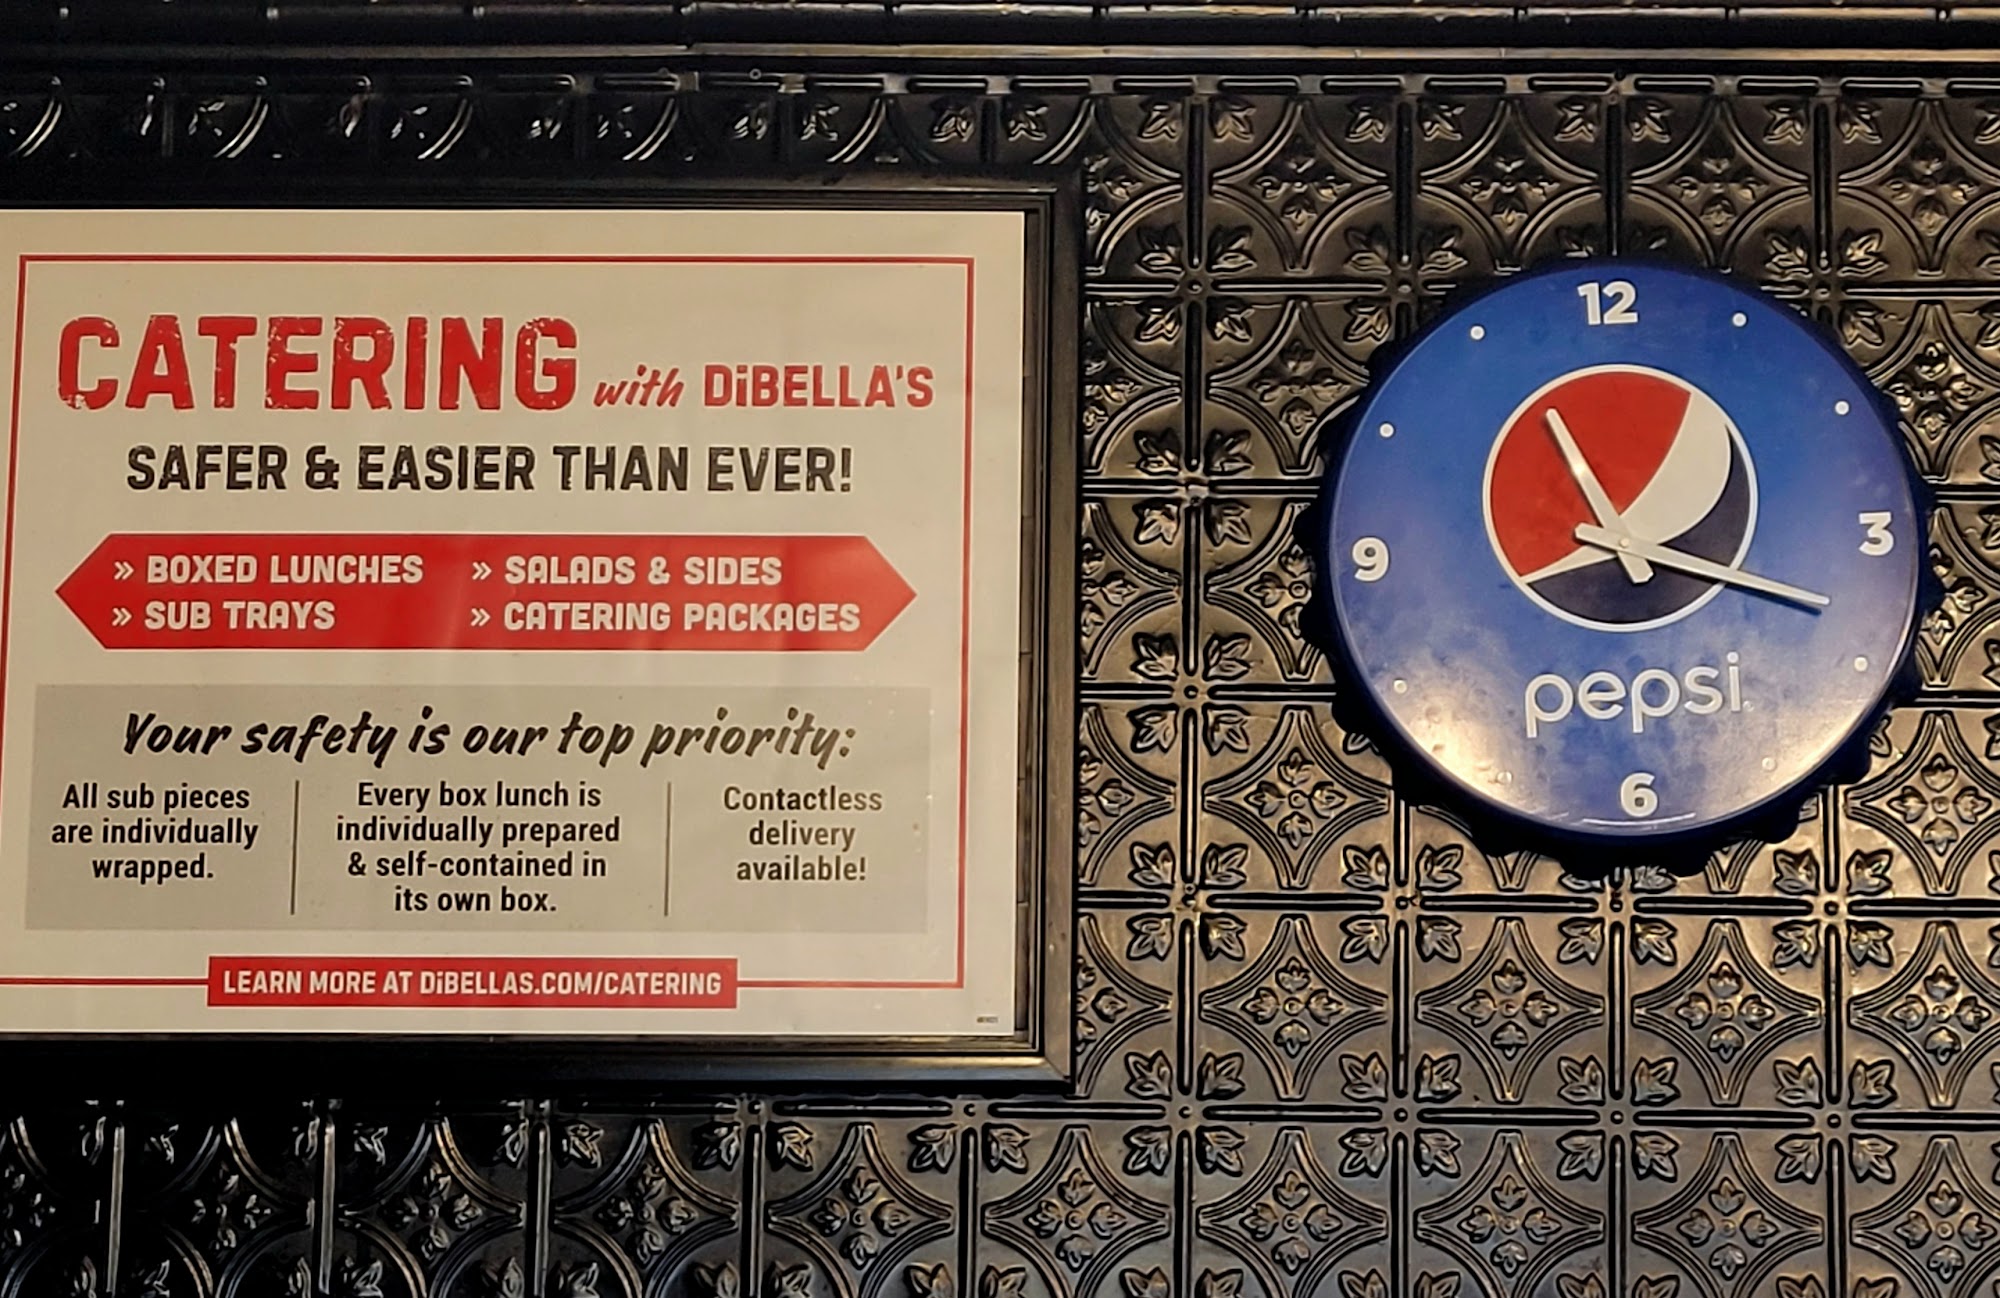 CATERING with DiBELLA'S
SAFER & EASIER THAN EVER!
» BOXED LUNCHES
» SUB TRAYS
» SALADS & SIDES
» CATERING PACKAGES
Your safety is our top priority:
All sub pieces
are individually
wrapped.
Every box lunch is
individually prepared
& self-contained in
its own box.
Contactless
delivery
available!
LEARN MORE AT DiBELLAS.COM/CATERING
12
3
6
9
pepsi